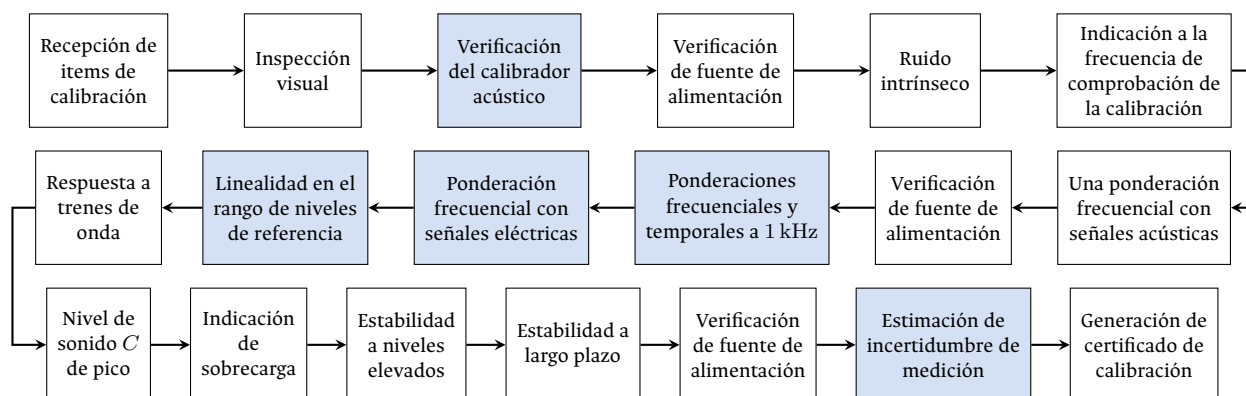 Recepción de
items de
calibración
Inspección
visual
Verificación
del calibrador
acústico
Verificación
de fuente de
alimentación
Ruido
intrínseco
Indicación a la
frecuencia de
comprobación de
la calibración
Respuesta a
trenes de
onda
Linealidad en el
rango de niveles
de referencia
Ponderación
frecuencial con
señales eléctricas
Ponderaciones
frecuenciales y
temporales a 1 kHz
Verificación
de fuente de
alimentación
Una ponderación
frecuencial con
señales acústicas
Nivel de
sonido C
de pico
Indicación
de
sobrecarga
Estabilidad
a niveles
elevados
Estabilidad a
largo plazo
Verificación
de fuente de
alimentación
Estimación de
incertidumbre de
medición
Generación de
certificado de
calibración